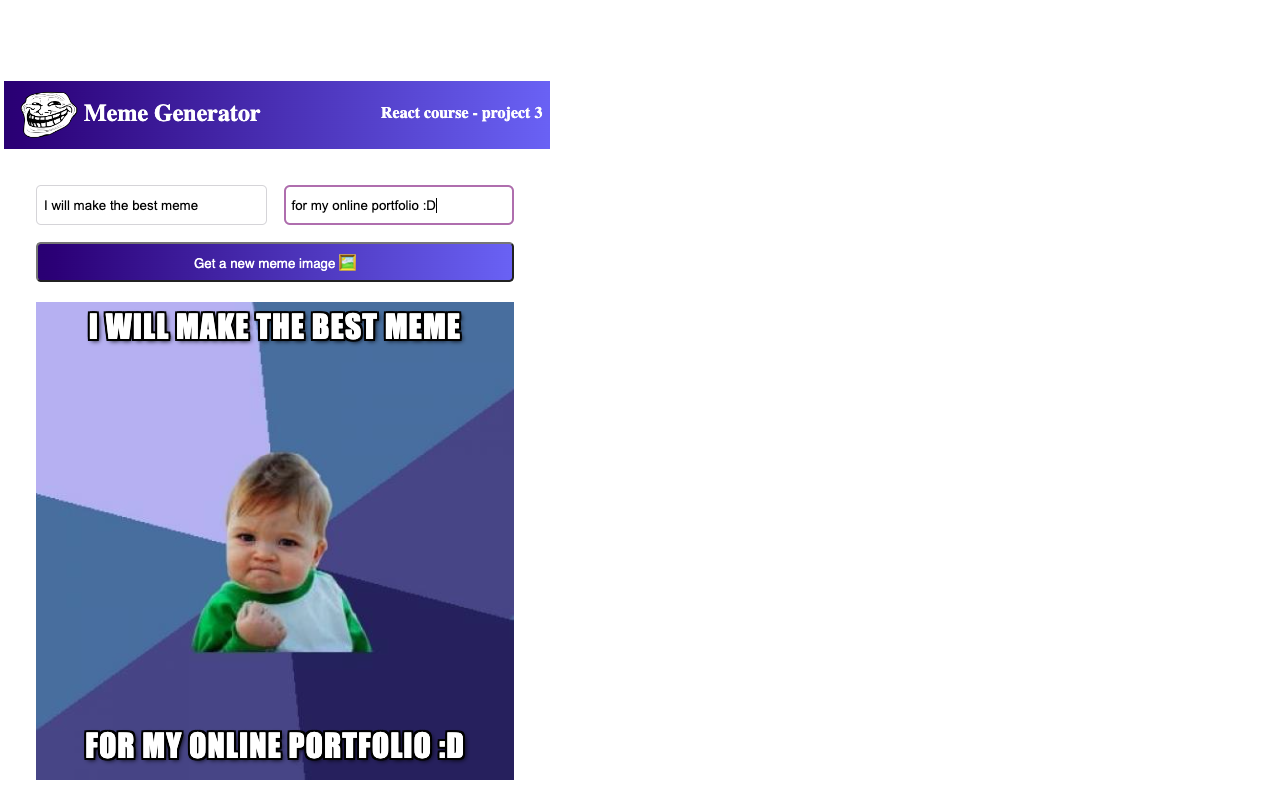 Meme Generator
React course - project 3
I will make the best meme
for my online portfolio :D
Get a new meme image 🖼️
I WILL MAKE THE BEST MEME
FOR MY ONLINE PORTFOLIO :D